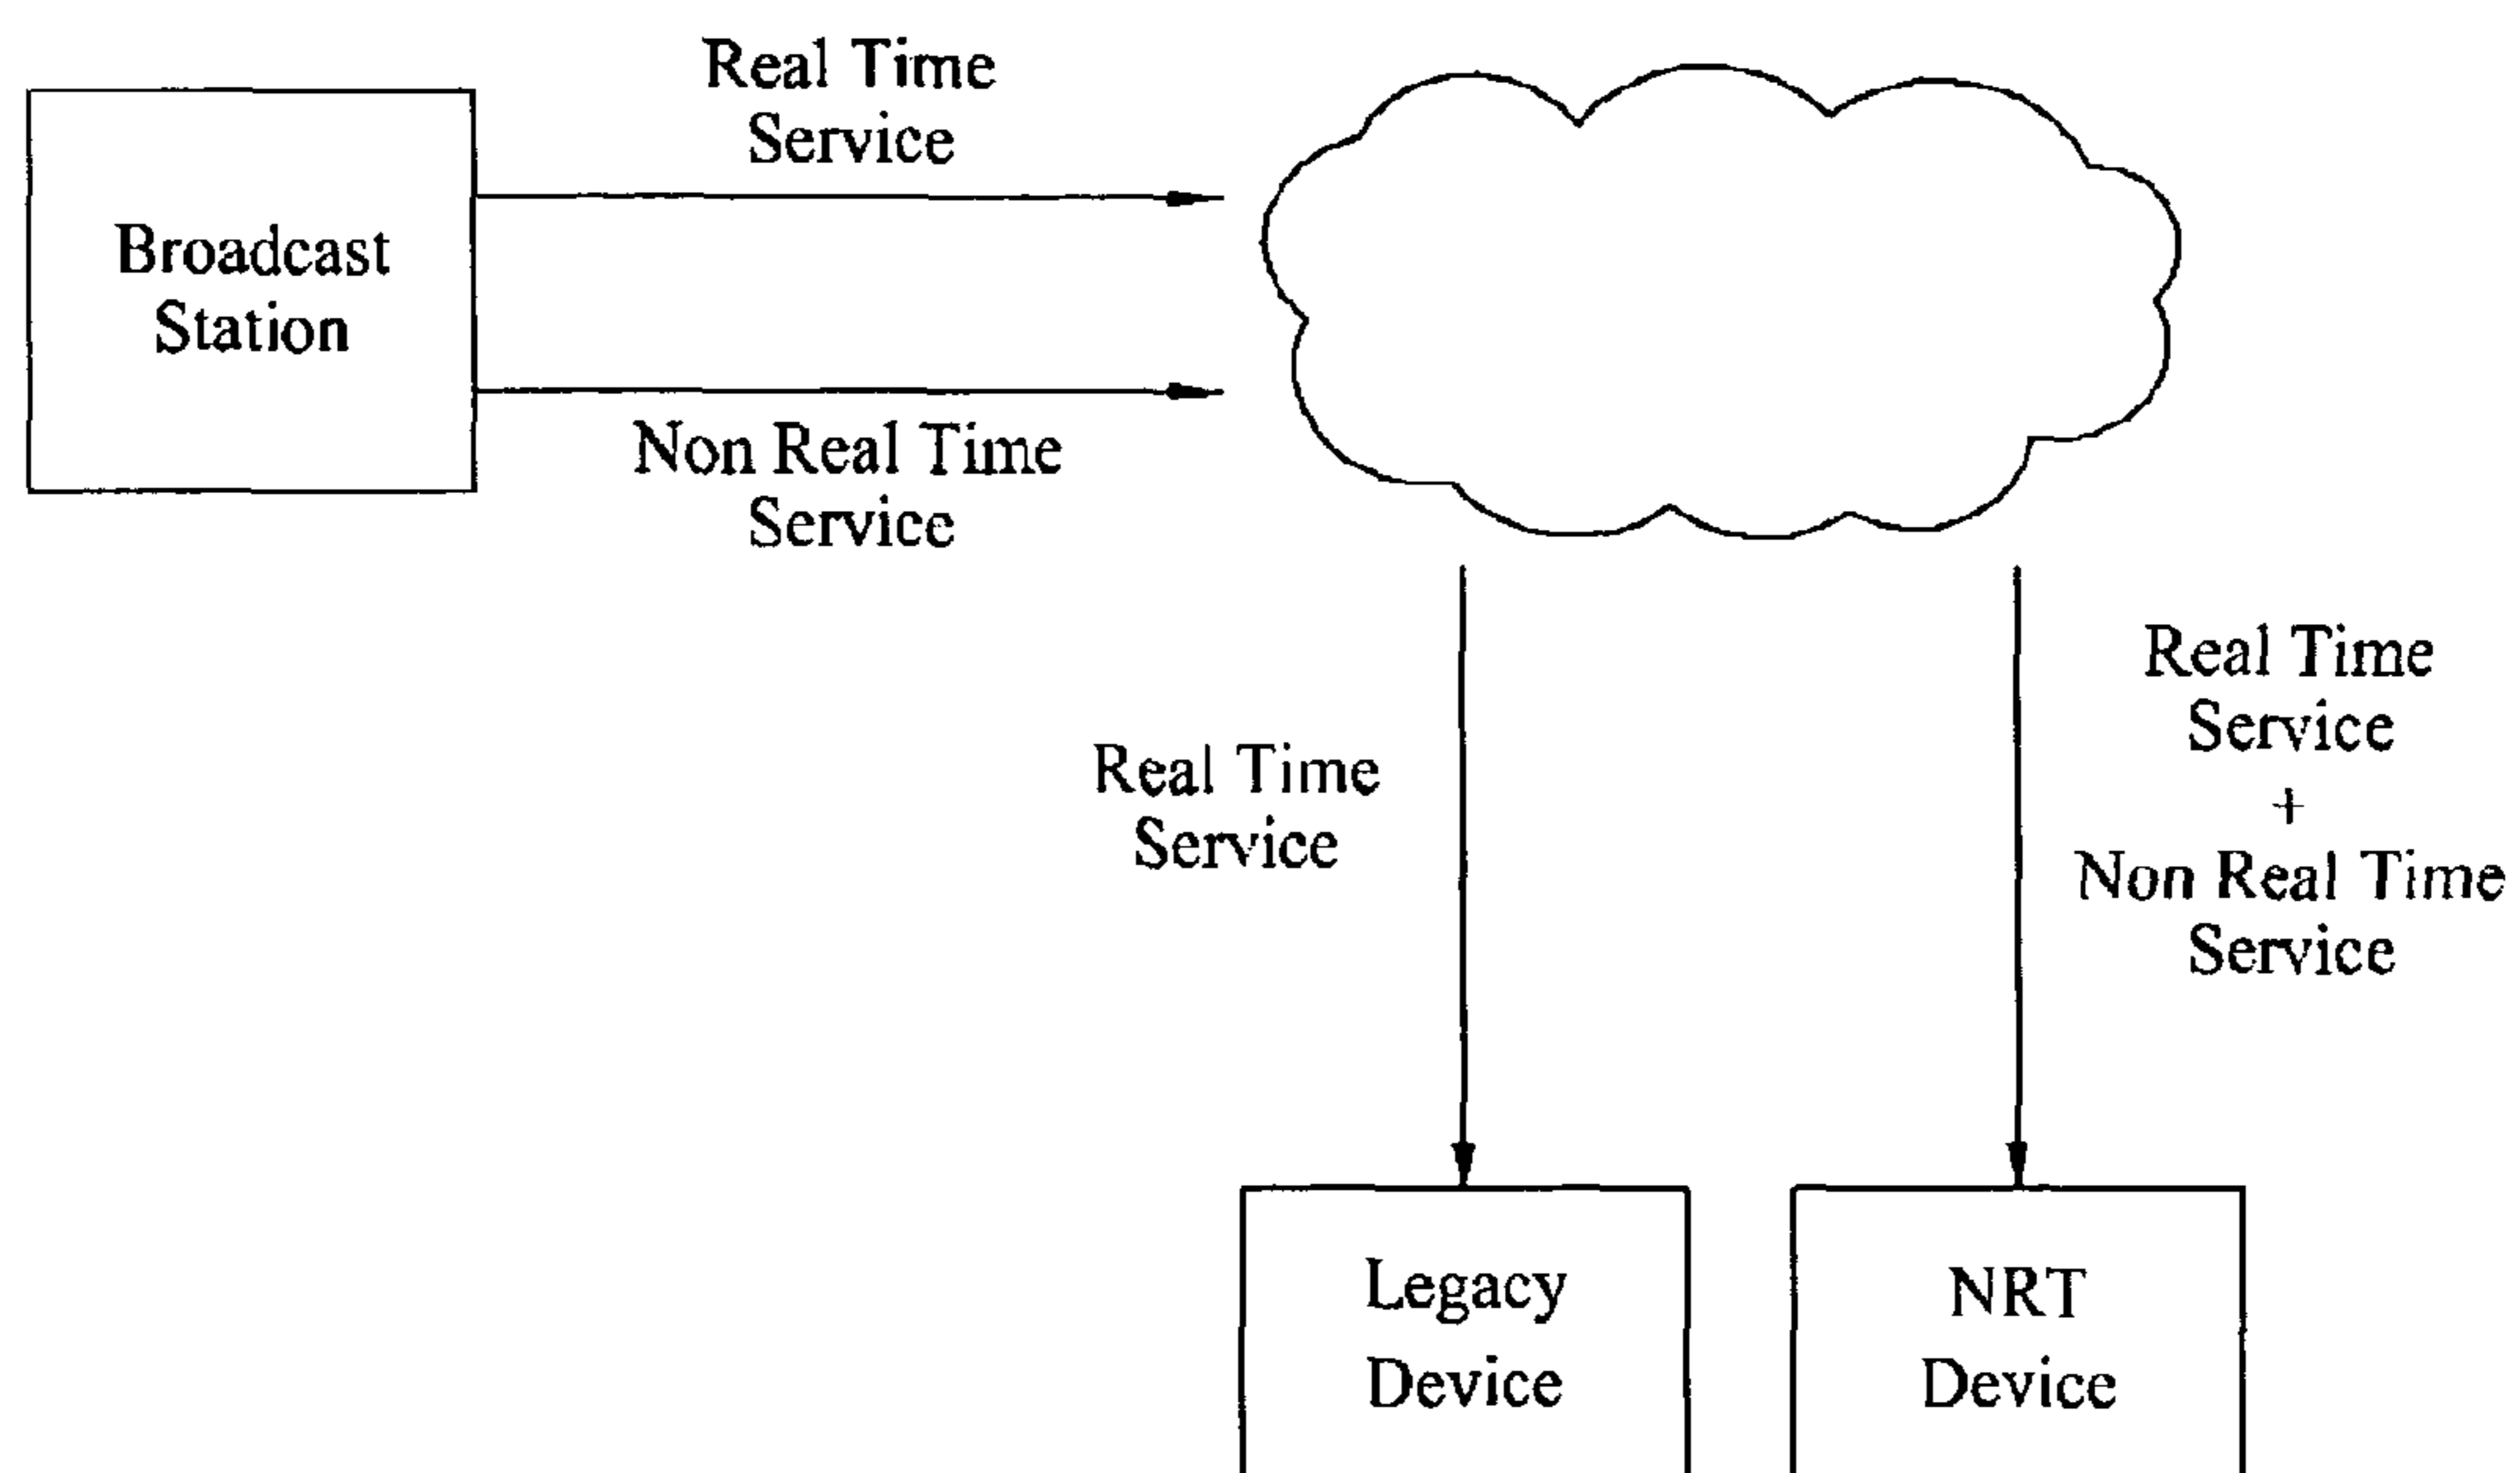 Real Time
Service
Broadcast
Station
Non Real Time
Service
Real Time
Service
Real Time
Service
+
Non Real Time
Service
Legacy
Device
NRT
Device